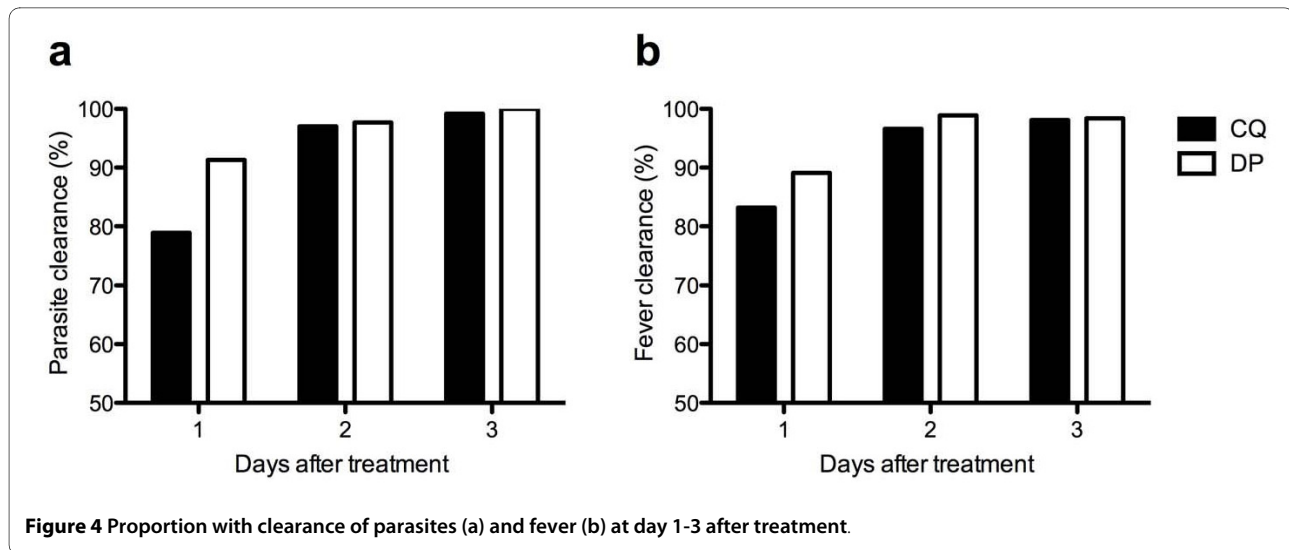 a
Parasite clearance (%)
100
90
80
70
60
50
1 2 3
Days after treatment
b
Fever clearance (%)
100
90
80
70
60
50
1 2 3
Days after treatment
CQ
DP
Figure 4 Proportion with clearance of parasites (a) and fever (b) at day 1-3 after treatment.